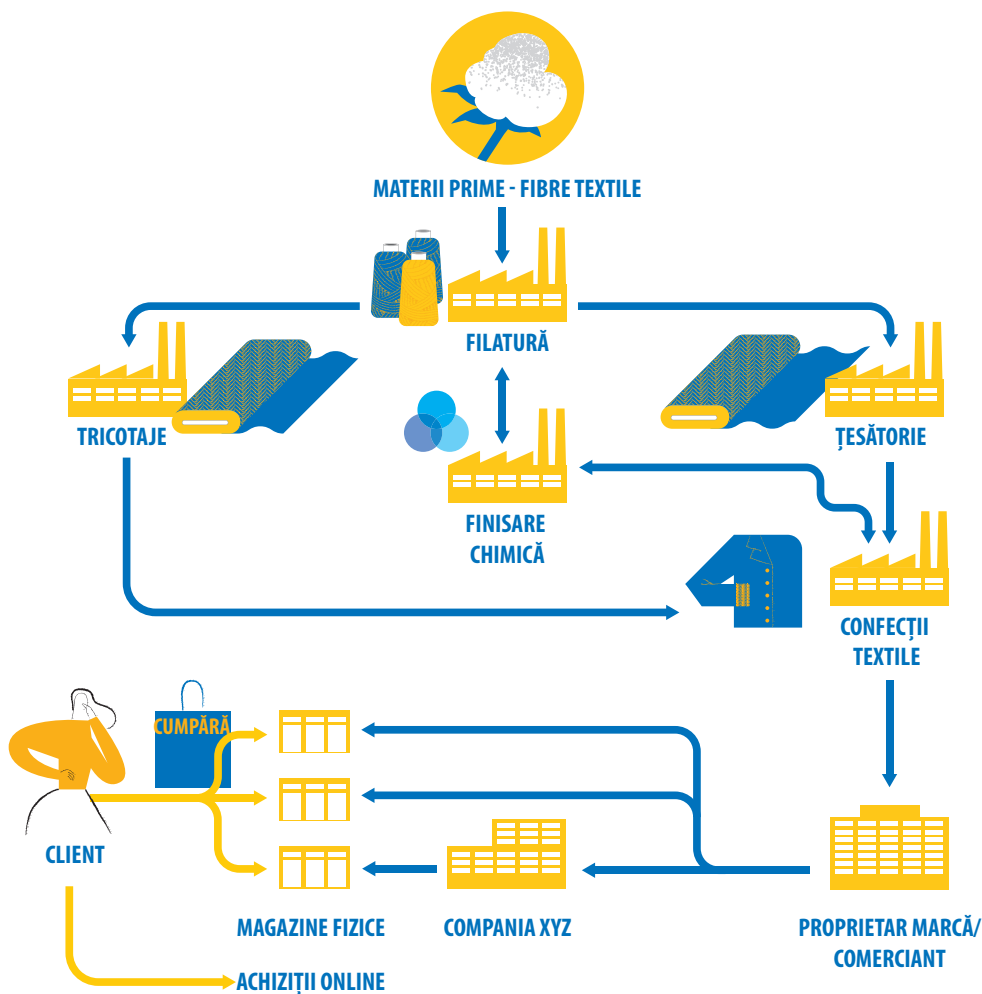 MATERII PRIME - FIBRE TEXTILE
FILATURĂ
TRICOTAJE
ȚESĂTORIE
FINISARE
CHIMICĂ
CONFECȚII
TEXTILE
CUMPĂRĂ
CLIENT
MAGAZINE FIZICE
COMPANIA XYZ
PROPRIETAR MARCĂ/
COMERCIANT
ACHIZIȚII ONLINE